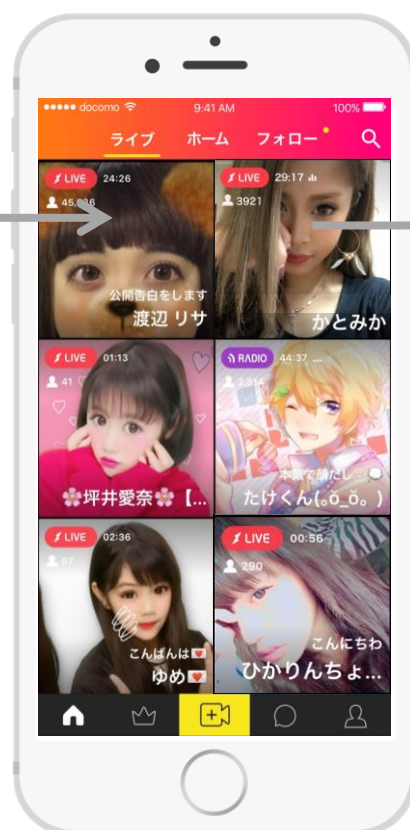 docomo 9:41 AM 100%
ライブ ホーム フォロー
LIVE 24:26
公開告白をします
渡辺 リサ
LIVE 29:17
3921
かとみか
LIVE 01:13
41
🌸坪井愛奈🌸【...
RADIO 44:37
たけくん(｡ŏ_ŏ｡)
LIVE 02:36
57
こんばんは💌
ゆめ💌
LIVE 00:56
290
こんにちわ
ひかりんちょ...